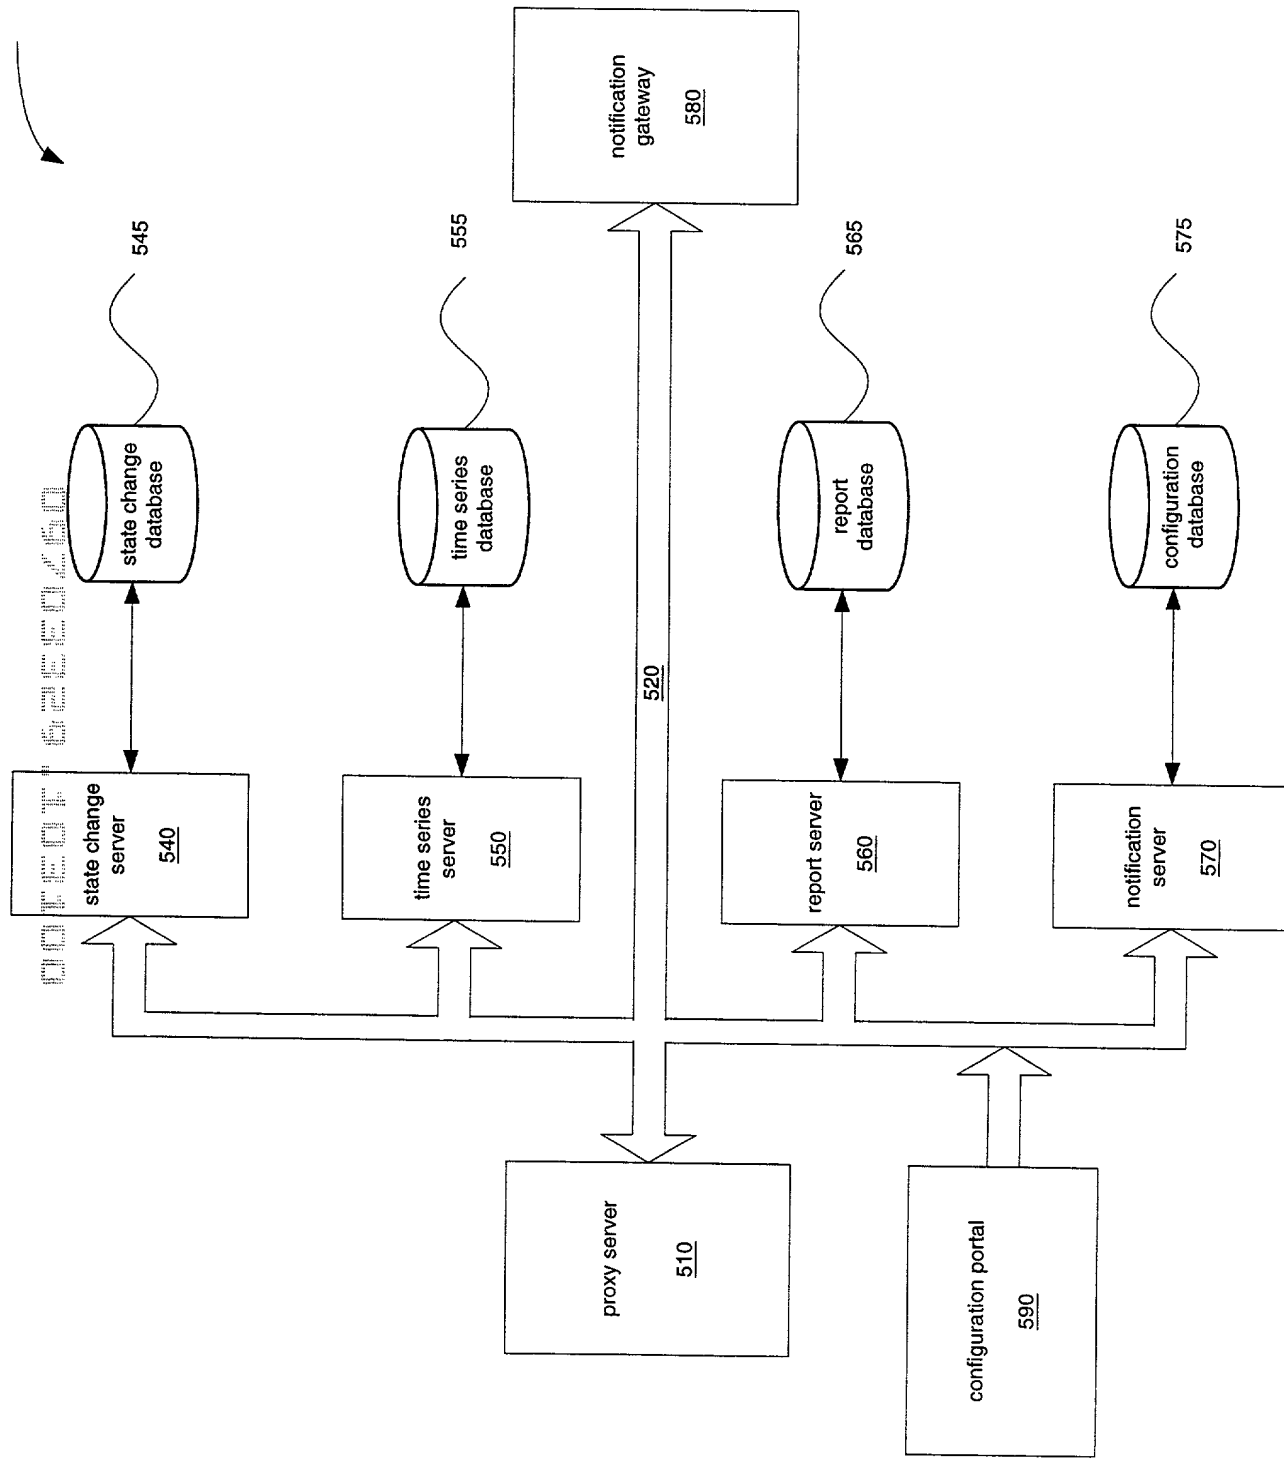 state change
server
540
state change
database
545
time series
server
550
time series
database
555
proxy server
510
520
notification
gateway
580
report server
560
report
database
565
configuration portal
590
notification
server
570
configuration
database
575